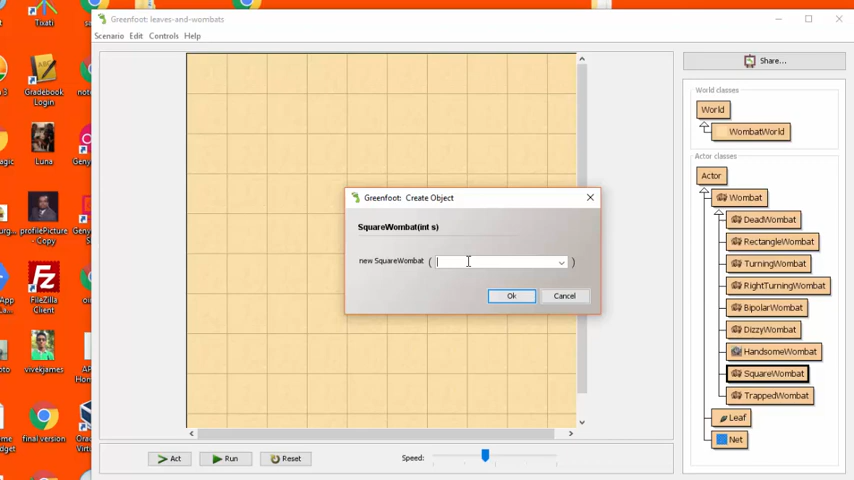 Greenfoot: leaves-and-wombats
Scenario Edit Controls Help
Tixati
Gradebook
Login
Luna
profilePicture
- Copy
FileZilla
Client
vivekjames
final.version
Share...
World classes
World
WombatWorld
Actor classes
Actor
Wombat
DeadWombat
RectangleWombat
TurningWombat
RightTurningWombat
BipolarWombat
DizzyWombat
HandsomeWombat
SquareWombat
TrappedWombat
Leaf
Net
Greenfoot: Create Object
SquareWombat(int s)
new SquareWombat ( )
Ok Cancel
Act Run Reset Speed: